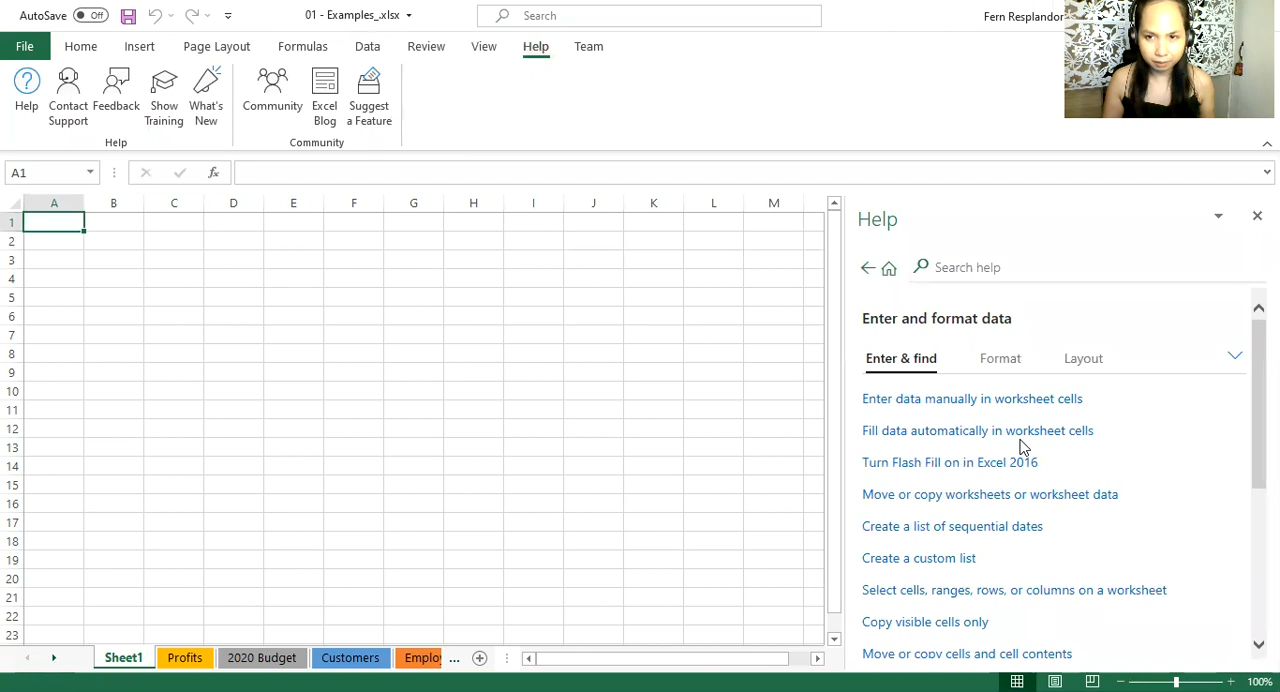 AutoSave Off 01 - Examples_.xlsx Search Fern Resplandor
File Home Insert Page Layout Formulas Data Review View Help Team
Help Contact Support Feedback Show Training What's New Community Excel Blog Suggest a Feature
Help Community
A1 fx
A B C D E F G H I J K L M
1
2
3
4
5
6
7
8
9
10
11
12
13
14
15
16
17
18
19
20
21
22
23
Help
Search help
Enter and format data
Enter & find Format Layout
Enter data manually in worksheet cells
Fill data automatically in worksheet cells
Turn Flash Fill on in Excel 2016
Move or copy worksheets or worksheet data
Create a list of sequential dates
Create a custom list
Select cells, ranges, rows, or columns on a worksheet
Copy visible cells only
Move or copy cells and cell contents
Sheet1 Profits 2020 Budget Customers Employ ...
100%